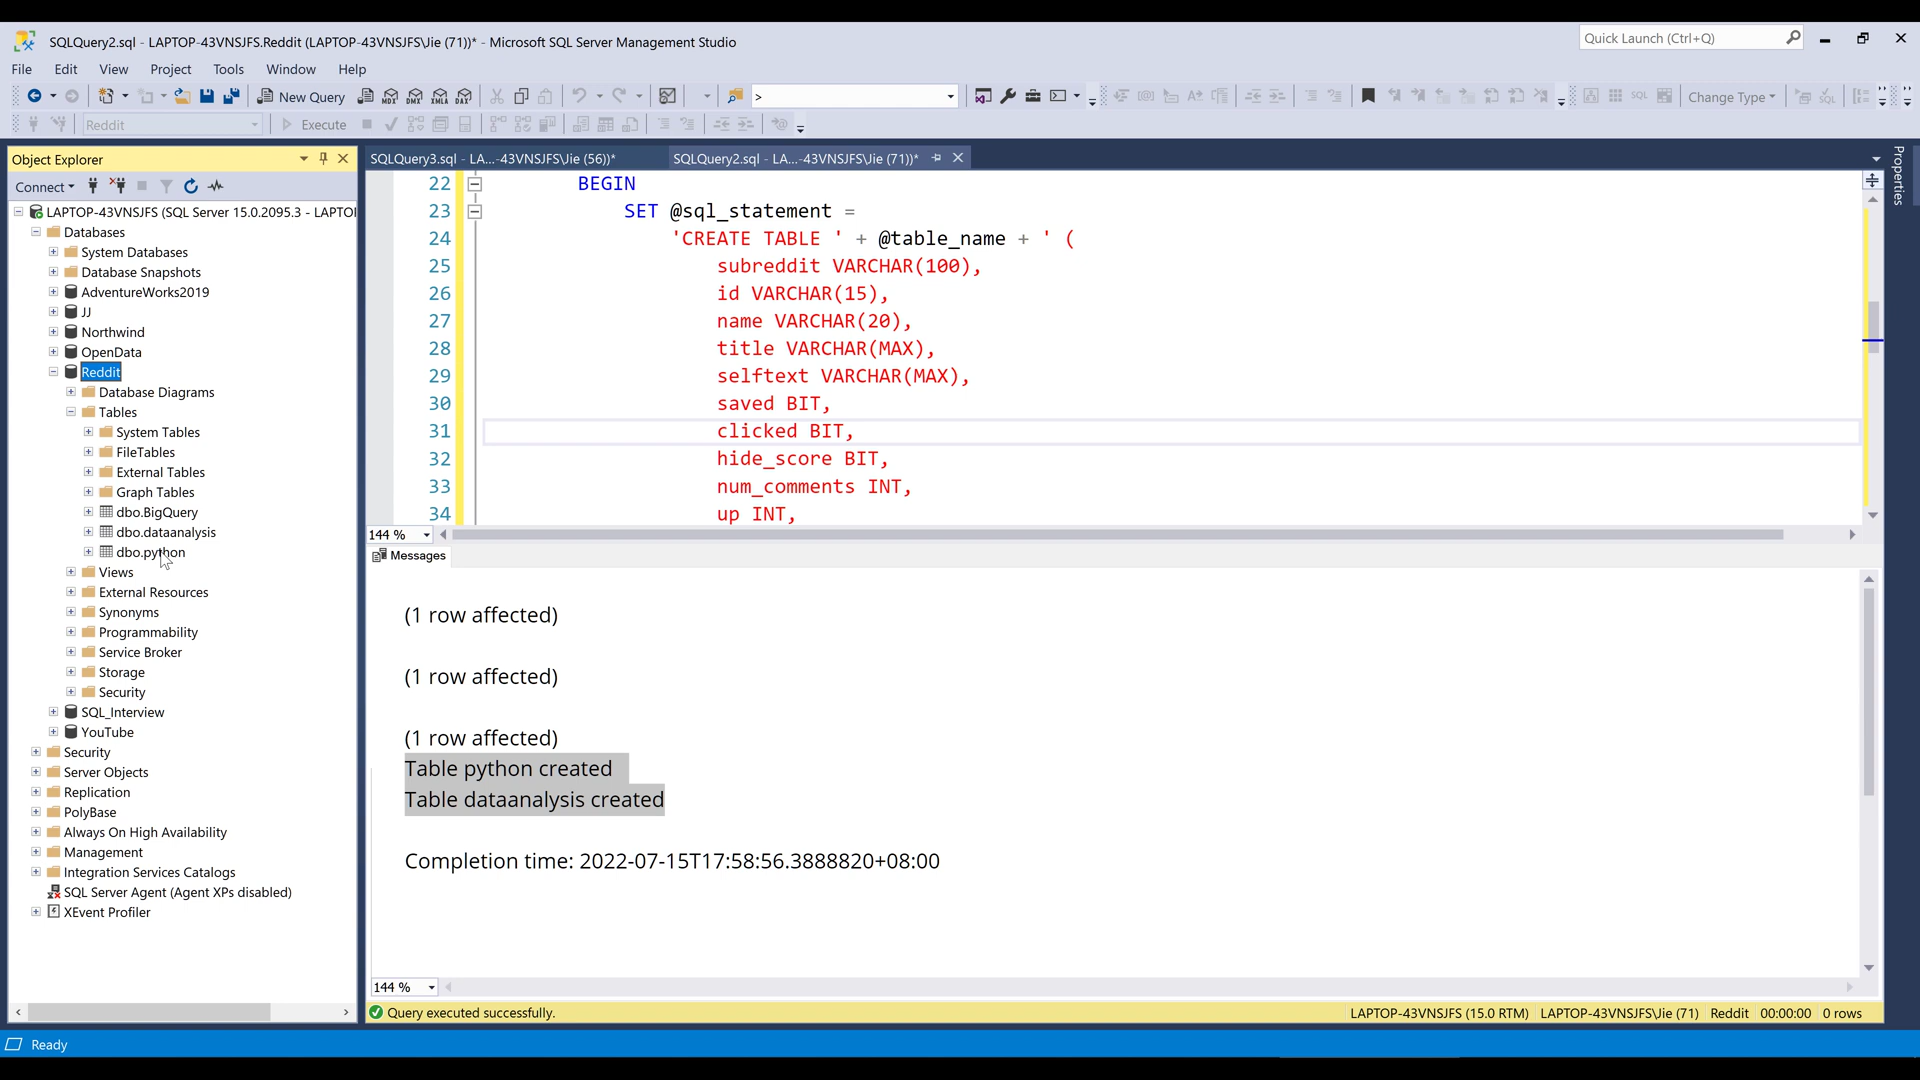 SQLQuery2.sql - LAPTOP-43VNSJFS.Reddit (LAPTOP-43VNSJFS\Jie (71))* - Microsoft SQL Server Management Studio
Quick Launch (Ctrl+Q)
File Edit View Project Tools Window Help
New Query MDX DMX XMLA DAX > Change Type
Reddit Execute
Object Explorer
Connect
LAPTOP-43VNSJFS (SQL Server 15.0.2095.3 - LAPTOI
Databases
System Databases
Database Snapshots
AdventureWorks2019
JJ
Northwind
OpenData
Reddit
Database Diagrams
Tables
System Tables
FileTables
External Tables
Graph Tables
dbo.BigQuery
dbo.dataanalysis
dbo.python
Views
External Resources
Synonyms
Programmability
Service Broker
Storage
Security
SQL_Interview
YouTube
Security
Server Objects
Replication
PolyBase
Always On High Availability
Management
Integration Services Catalogs
SQL Server Agent (Agent XPs disabled)
XEvent Profiler
SQLQuery3.sql - LA...-43VNSJFS\Jie (56))*
SQLQuery2.sql - LA...-43VNSJFS\Jie (71))*
22 BEGIN
23 SET @sql_statement =
24 'CREATE TABLE ' + @table_name + ' (
25 subreddit VARCHAR(100),
26 id VARCHAR(15),
27 name VARCHAR(20),
28 title VARCHAR(MAX),
29 selftext VARCHAR(MAX),
30 saved BIT,
31 clicked BIT,
32 hide_score BIT,
33 num_comments INT,
34 up INT,
144 %
Messages
(1 row affected)
(1 row affected)
(1 row affected)
Table python created
Table dataanalysis created
Completion time: 2022-07-15T17:58:56.3888820+08:00
144 %
Query executed successfully.
LAPTOP-43VNSJFS (15.0 RTM) LAPTOP-43VNSJFS\Jie (71) Reddit 00:00:00 0 rows
Properties
Ready